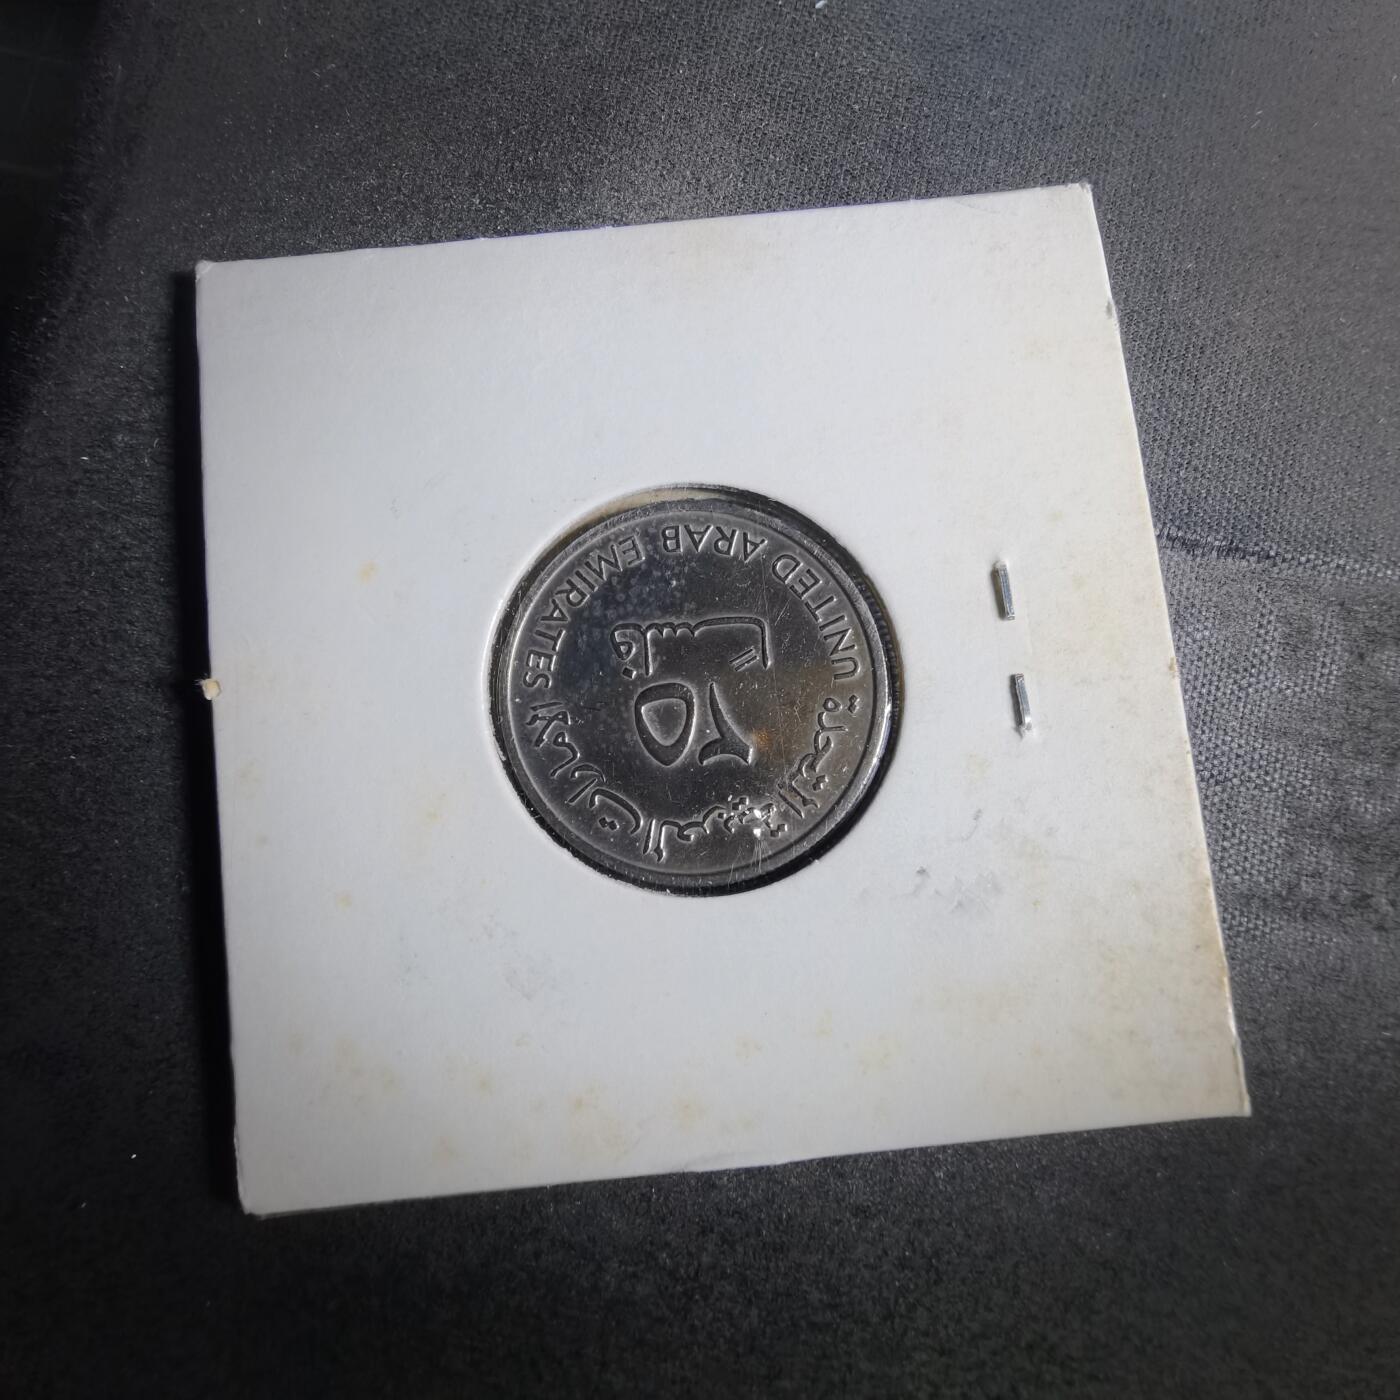 الإمارات العربية المتحدة
٢٥
فلسا
UNITED ARAB EMIRATES